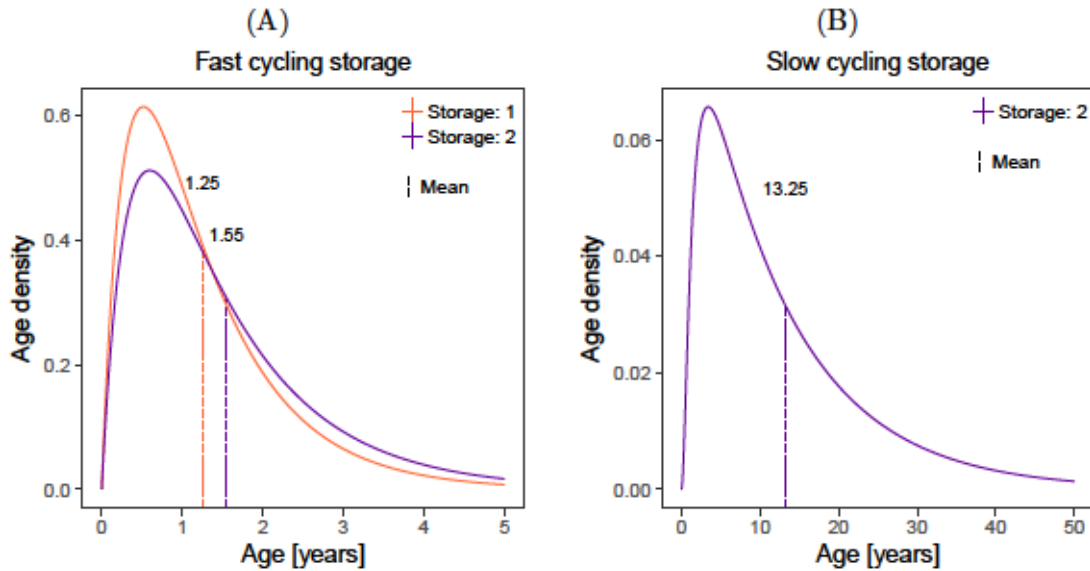 (A)
Fast cycling storage
Storage: 1
Storage: 2
Mean
1.25
1.55
Age density
0.6
0.4
0.2
0.0
0 1 2 3 4 5
Age [years]
(B)
Slow cycling storage
Storage: 2
Mean
13.25
Age density
0.06
0.04
0.02
0.00
0 10 20 30 40 50
Age [years]